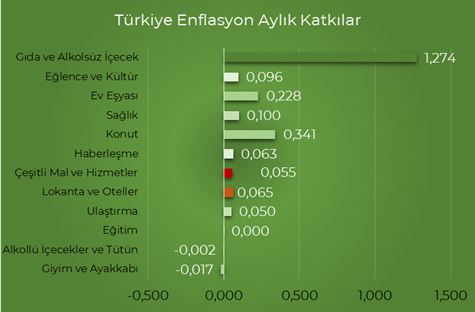 Türkiye Enflasyon Aylık Katkılar
Gıda ve Alkolsüz İçecek 1,274
Eğlence ve Kültür 0,096
Ev Eşyası 0,228
Sağlık 0,100
Konut 0,341
Haberleşme 0,063
Çeşitli Mal ve Hizmetler 0,055
Lokanta ve Oteller 0,065
Ulaştırma 0,050
Eğitim 0,000
Alkollü İçecekler ve Tütün -0,002
Giyim ve Ayakkabı -0,017
-0,500 0,000 0,500 1,000 1,500